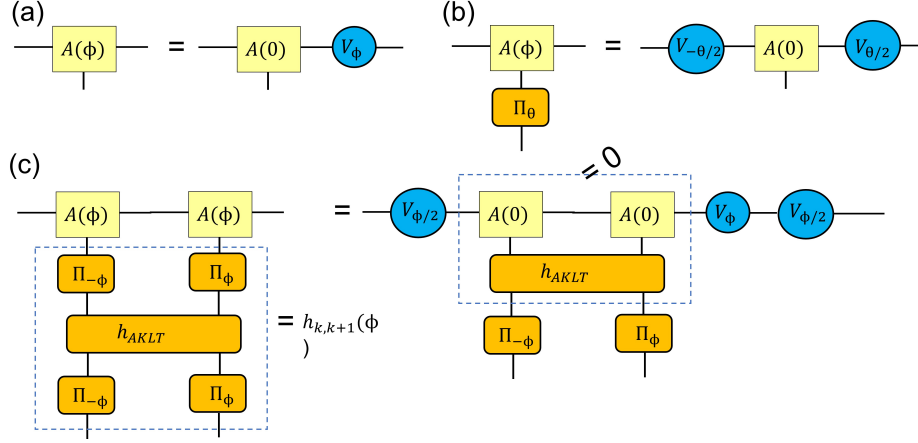 (a)
A(ϕ) = A(0) V_ϕ
(b)
A(ϕ) = V_{−θ/2} A(0) V_{θ/2}
Π_θ
(c)
= 0
A(ϕ) A(ϕ) = V_{ϕ/2} A(0) A(0) V_ϕ V_{ϕ/2}
Π_{−ϕ} Π_ϕ
h_{AKLT}
h_{AKLT} = h_{k,k+1}(ϕ
)
Π_{−ϕ} Π_ϕ
Π_{−ϕ} Π_ϕ